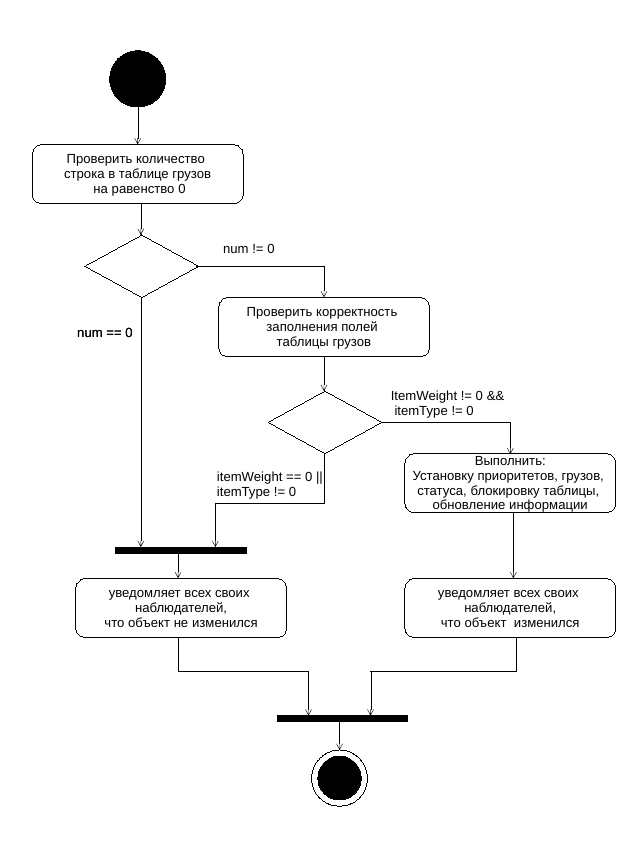 Проверить количество
строка в таблице грузов
на равенство 0
num != 0
Проверить корректность
заполнения полей
таблицы грузов
num == 0
ItemWeight != 0 &&
itemType != 0
Выполнить:
Установку приоритетов, грузов,
статуса, блокировку таблицы,
обновление информации
itemWeight == 0 ||
itemType != 0
уведомляет всех своих
наблюдателей,
что объект не изменился
уведомляет всех своих
наблюдателей,
что объект  изменился